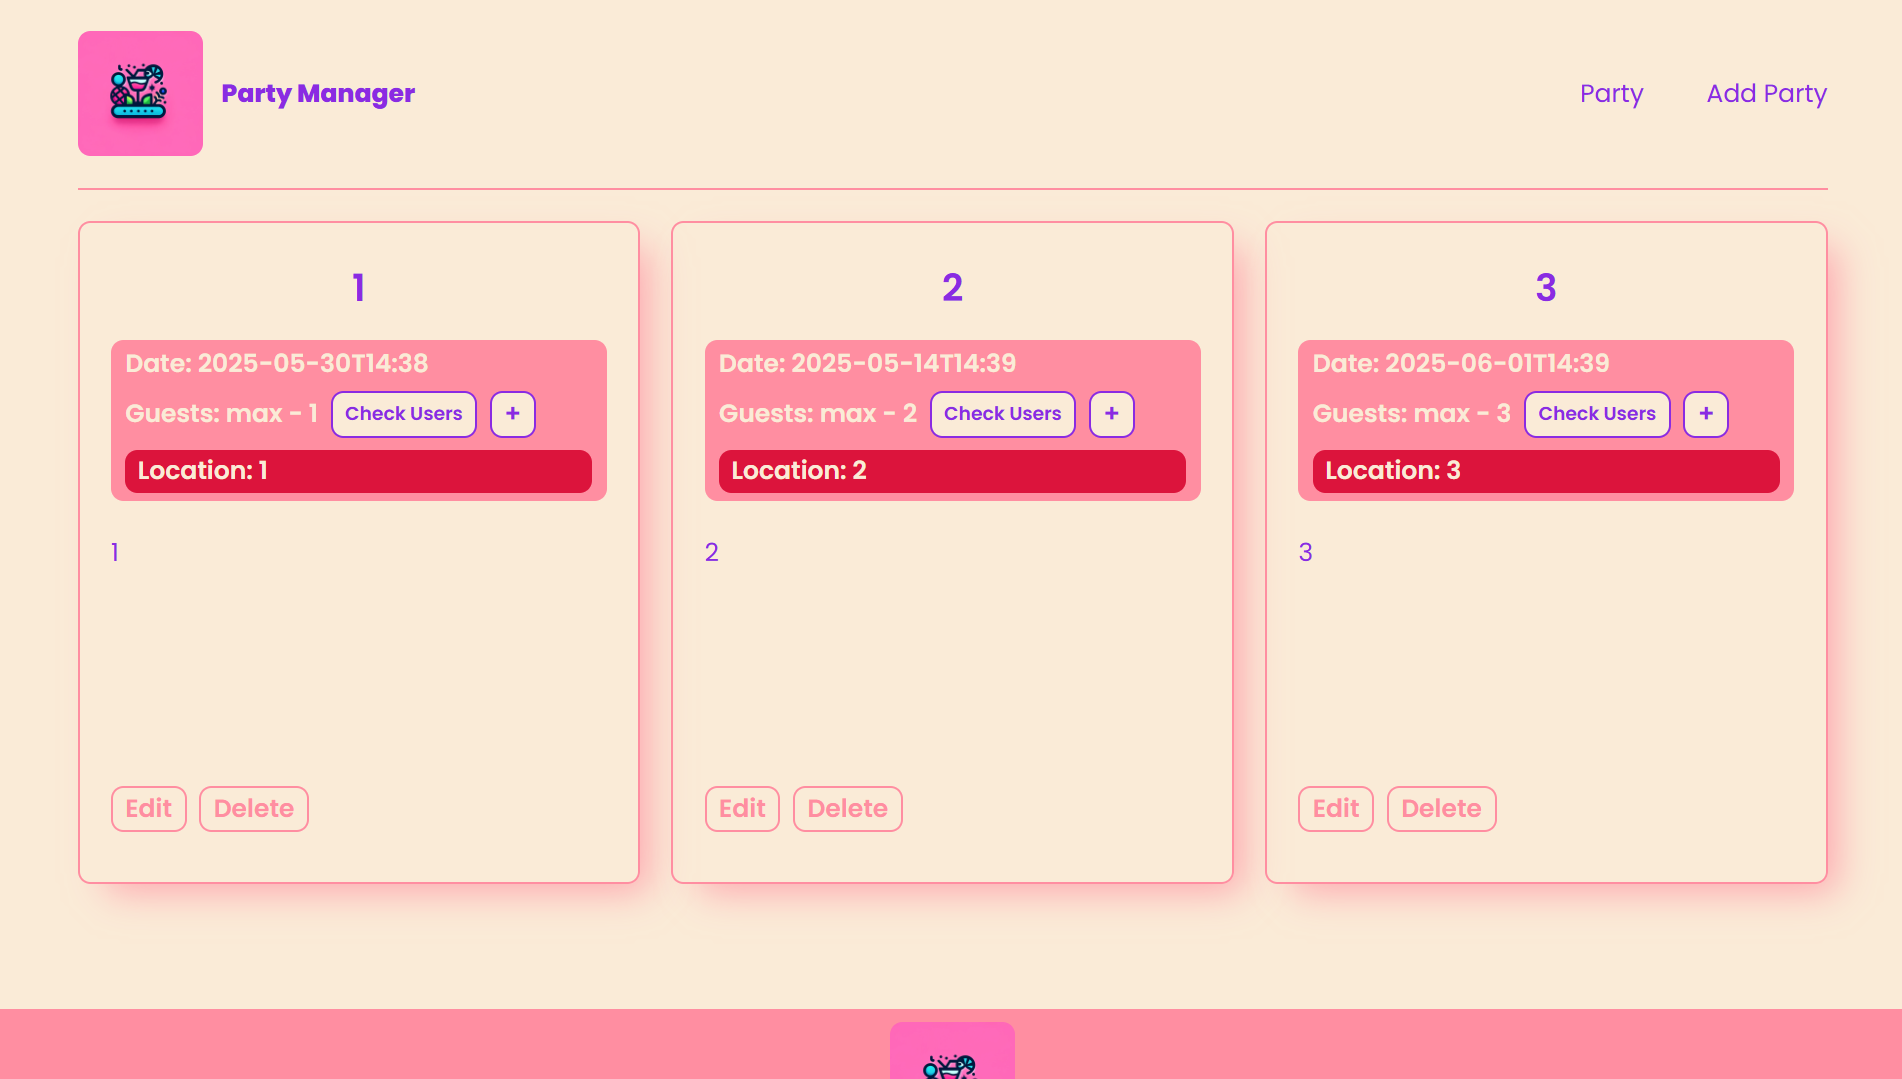 Party Manager
Party
Add Party
1
Date: 2025-05-30T14:38
Guests: max - 1
Check Users
+
Location: 1
1
Edit
Delete
2
Date: 2025-05-14T14:39
Guests: max - 2
Check Users
+
Location: 2
2
Edit
Delete
3
Date: 2025-06-01T14:39
Guests: max - 3
Check Users
+
Location: 3
3
Edit
Delete